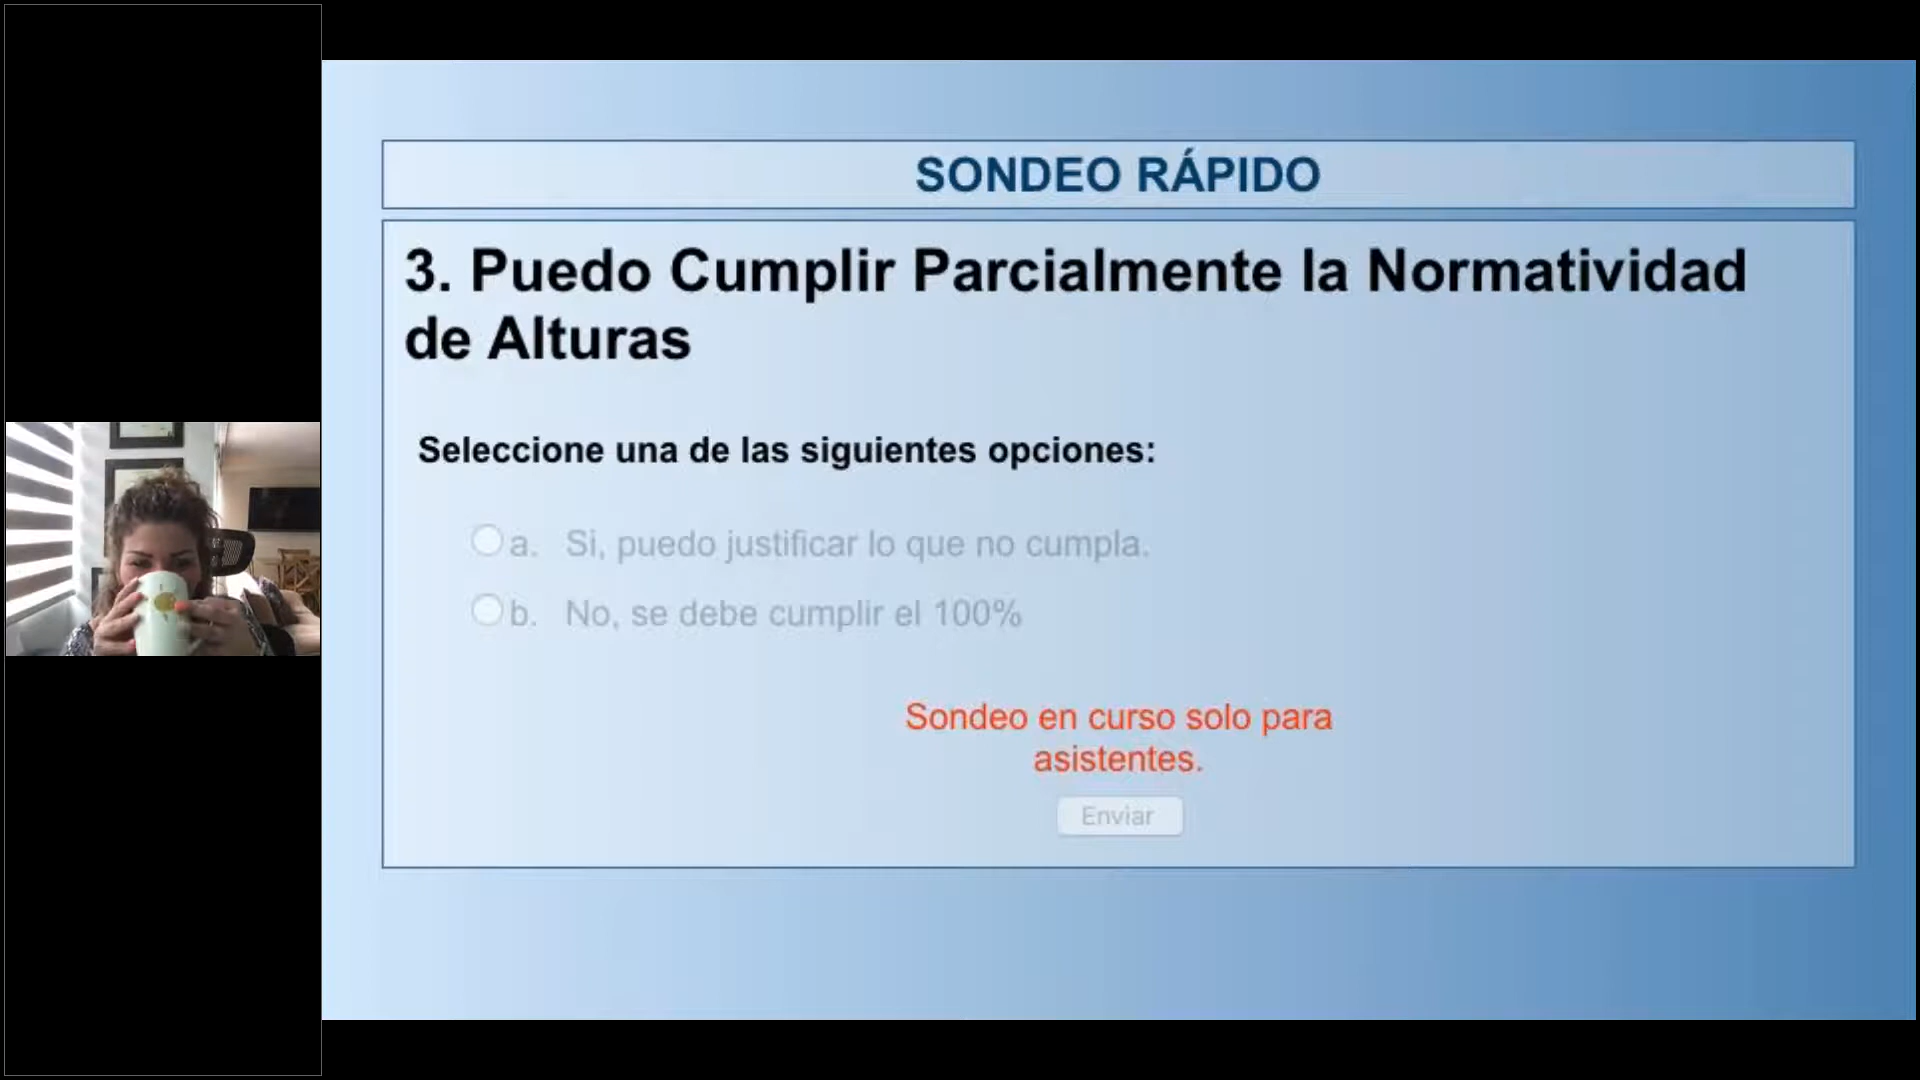 SONDEO RÁPIDO
3. Puedo Cumplir Parcialmente la Normatividad
de Alturas
Seleccione una de las siguientes opciones:
a. Si, puedo justificar lo que no cumpla.
b. No, se debe cumplir el 100%
Sondeo en curso solo para
asistentes.
Enviar